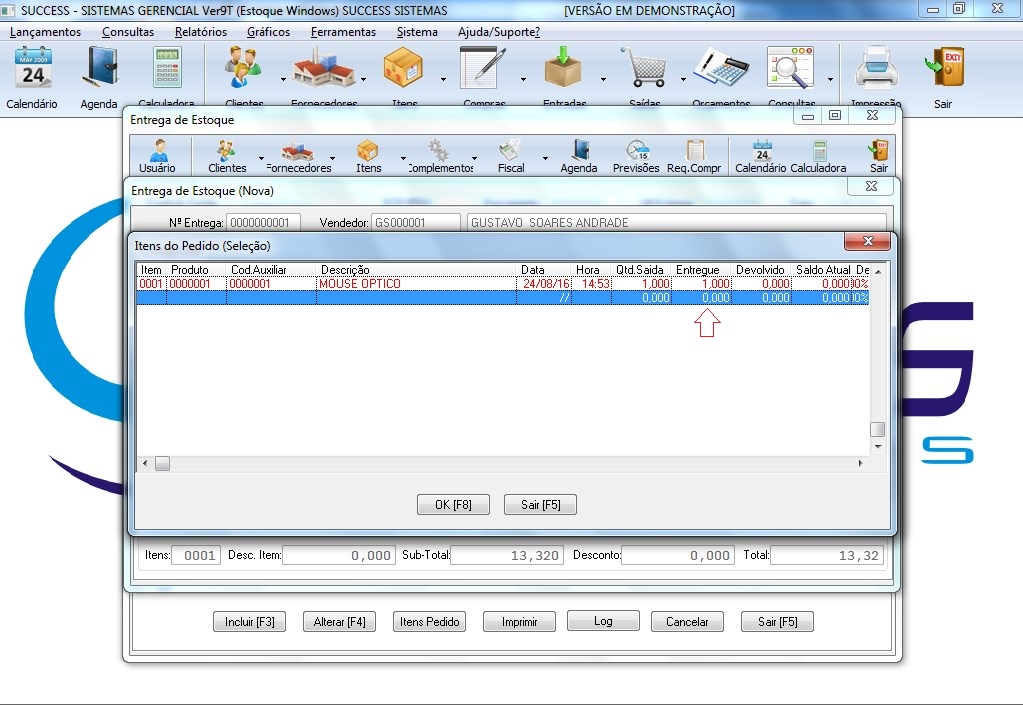 SUCCESS - SISTEMAS GERENCIAL Ver9T (Estoque Windows) SUCCESS SISTEMAS [VERSÃO EM DEMONSTRAÇÃO]
Lançamentos Consultas Relatórios Gráficos Ferramentas Sistema Ajuda/Suporte?
MAY 2009
24
EXIT
Calendário Agenda Calculadora Clientes Fornecedores Itens Compras Entradas Saídas Orçamentos Consultas Impressão Sair
Entrega de Estoque
Usuário Clientes Fornecedores Itens Complementos Fiscal Agenda Previsões Req.Compr Calendário Calculadora Sair
Entrega de Estoque (Nova)
Nº Entrega: 0000000001 Vendedor: GS000001 GUSTAVO SOARES ANDRADE
Itens do Pedido (Seleção)
Item Produto Cod.Auxiliar Descrição Data Hora Qtd.Saida Entregue Devolvido Saldo Atual De
0001 0000001 0000001 MOUSE OPTICO 24/08/16 14:53 1,000 1,000 0,000 0,000 0%
// 0,000 0,000 0,000 0,000 0%
OK [F8] Sair [F5]
S
S
Itens: 0001 Desc. Item: 0,000 Sub-Total: 13,320 Desconto: 0,000 Total: 13,32
Incluir [F3] Alterar [F4] Itens Pedido Imprimir Log Cancelar Sair [F5]